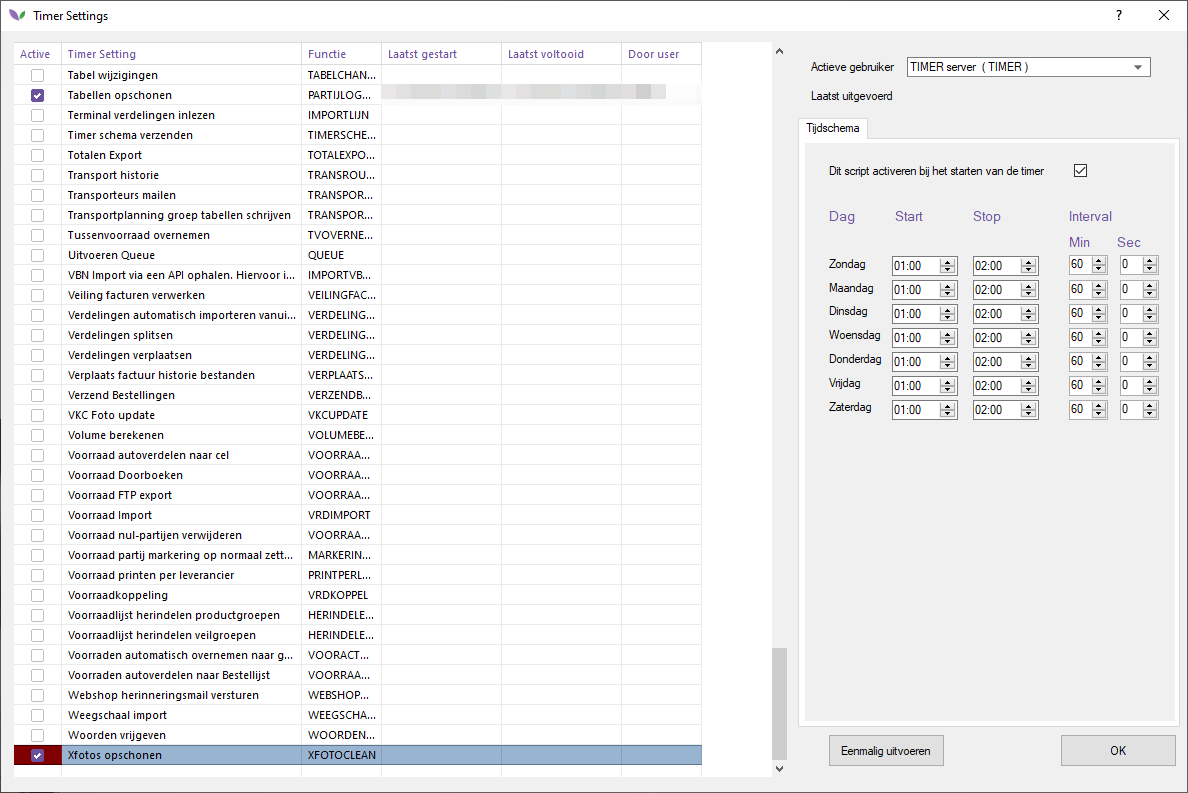 Timer Settings ?
Active Timer Setting Functie Laatst gestart Laatst voltooid Door user
Tabel wijzigingen TABELCHAN...
Tabellen opschonen PARTIJLOG...
Terminal verdelingen inlezen IMPORTLIJN
Timer schema verzenden TIMERSCHE...
Totalen Export TOTALEXPO...
Transport historie TRANSROU...
Transporteurs mailen TRANSPOR...
Transportplanning groep tabellen schrijven TRANSPOR...
Tussenvoorraad overnemen TVOVERNE...
Uitvoeren Queue QUEUE
VBN Import via een API ophalen. Hiervoor i... IMPORTVB...
Veiling facturen verwerken VEILINGFAC...
Verdelingen automatisch importeren vanui... VERDELING...
Verdelingen splitsen VERDELING...
Verdelingen verplaatsen VERDELING...
Verplaats factuur historie bestanden VERPLAATS...
Verzend Bestellingen VERZENDB...
VKC Foto update VKCUPDATE
Volume berekenen VOLUMEBE...
Voorraad autoverdelen naar cel VOORRAA...
Voorraad Doorboeken VOORRAA...
Voorraad FTP export VOORRAA...
Voorraad Import VRDIMPORT
Voorraad nul-partijen verwijderen VOORRAA...
Voorraad partij markering op normaal zett... MARKERIN...
Voorraad printen per leverancier PRINTPERL...
Voorraadkoppeling VRDKOPPEL
Voorraadlijst herindelen productgroepen HERINDELE...
Voorraadlijst herindelen veilgroepen HERINDELE...
Voorraden automatisch overnemen naar g... VOORACT...
Voorraden autoverdelen naar Bestellijst VOORRAA...
Webshop herinneringsmail versturen WEBSHOP...
Weegschaal import WEEGSCHA...
Woorden vrijgeven WOORDEN...
Xfotos opschonen XFOTOCLEAN
Actieve gebruiker TIMER server ( TIMER )
Laatst uitgevoerd
Tijdschema
Dit script activeren bij het starten van de timer
Dag Start Stop Interval
Min Sec
Zondag 01:00 02:00 60 0
Maandag 01:00 02:00 60 0
Dinsdag 01:00 02:00 60 0
Woensdag 01:00 02:00 60 0
Donderdag 01:00 02:00 60 0
Vrijdag 01:00 02:00 60 0
Zaterdag 01:00 02:00 60 0
Eenmalig uitvoeren OK